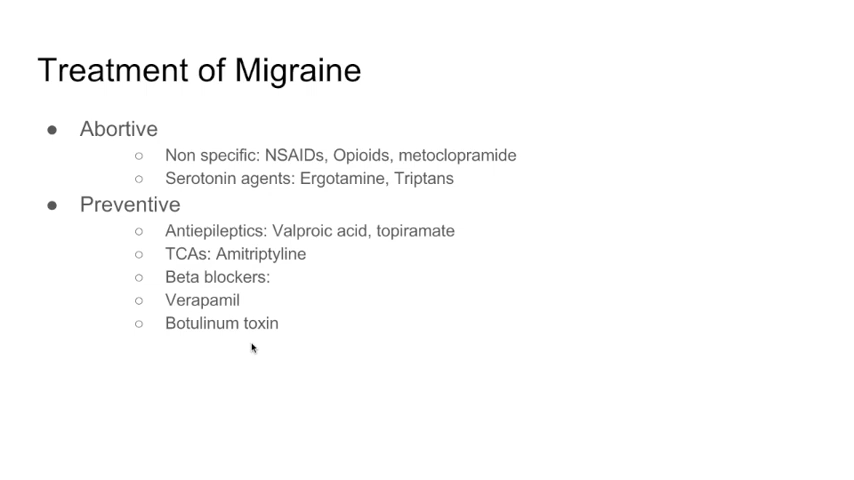 Treatment of Migraine
● Abortive
○ Non specific: NSAIDs, Opioids, metoclopramide
○ Serotonin agents: Ergotamine, Triptans
● Preventive
○ Antiepileptics: Valproic acid, topiramate
○ TCAs: Amitriptyline
○ Beta blockers:
○ Verapamil
○ Botulinum toxin